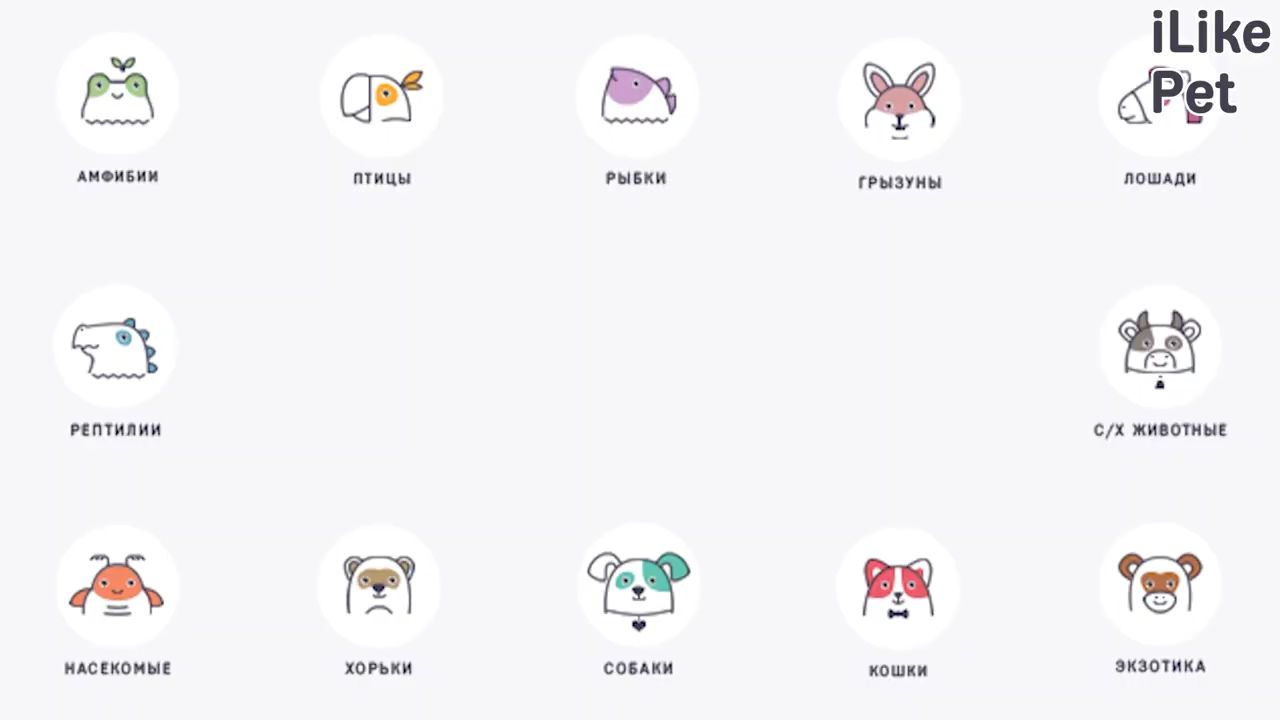 iLike
Pet
АМФИБИИ
ПТИЦЫ
РЫБКИ
ГРЫЗУНЫ
ЛОШАДИ
РЕПТИЛИИ
С/Х ЖИВОТНЫЕ
НАСЕКОМЫЕ
ХОРЬКИ
СОБАКИ
КОШКИ
ЭКЗОТИКА